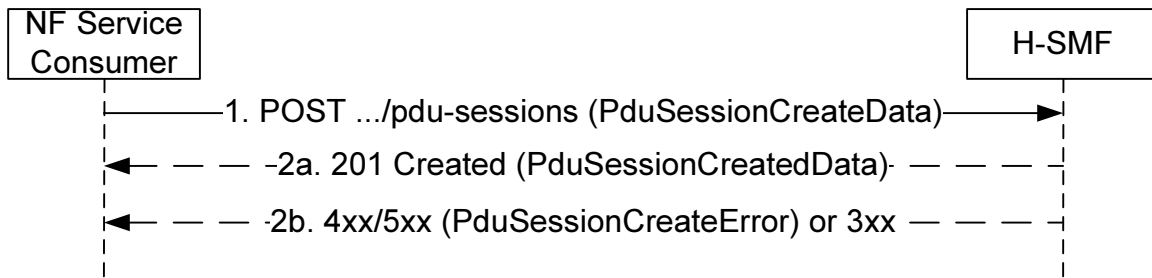 NF Service
Consumer
H-SMF
1. POST .../pdu-sessions (PduSessionCreateData)
2a. 201 Created (PduSessionCreatedData)
2b. 4xx/5xx (PduSessionCreateError) or 3xx